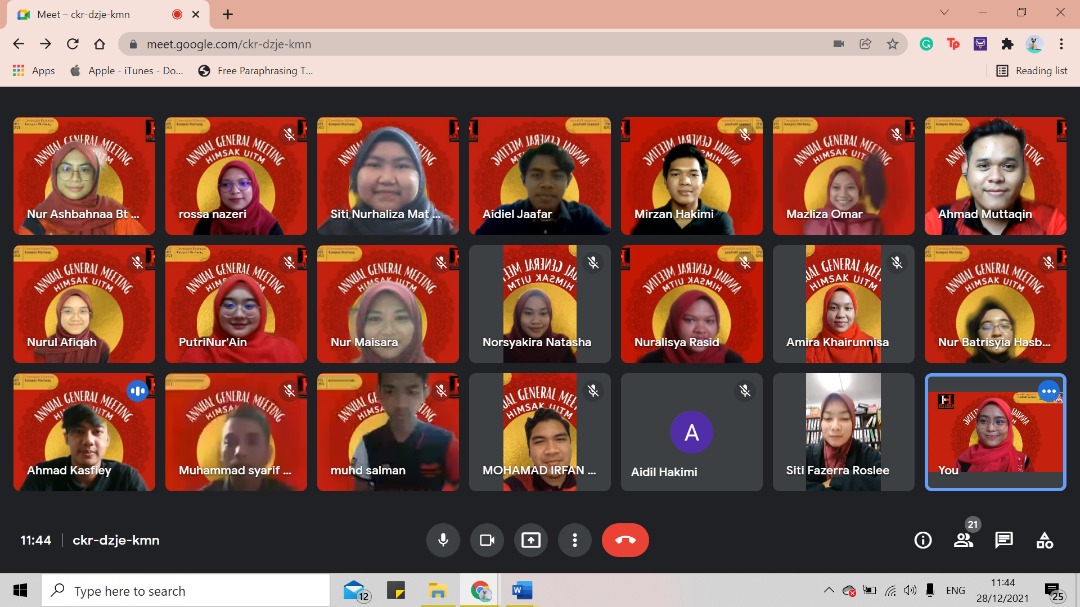 Meet – ckr-dzje-kmn
meet.google.com/ckr-dzje-kmn
Apps
Apple - iTunes - Do...
Free Paraphrasing T...
Reading list
ANNUAL GENERAL MEETING
HIMSAK UITM
Nur Ashbahnaa Bt ...
rossa nazeri
Siti Nurhaliza Mat ...
Aidiel Jaafar
Mirzan Hakimi
Mazliza Omar
Ahmad Muttaqin
Nurul Afiqah
PutriNur'Ain
Nur Maisara
Norsyakira Natasha
Nuralisya Rasid
Amira Khairunnisa
Nur Batrisyia Hasb...
Ahmad Kasfiey
Muhammad syarif ...
muhd salman
MOHAMAD IRFAN ...
A
Aidil Hakimi
Siti Fazerra Roslee
You
11:44
ckr-dzje-kmn
21
Type here to search
12
ENG
11:44
28/12/2021
25